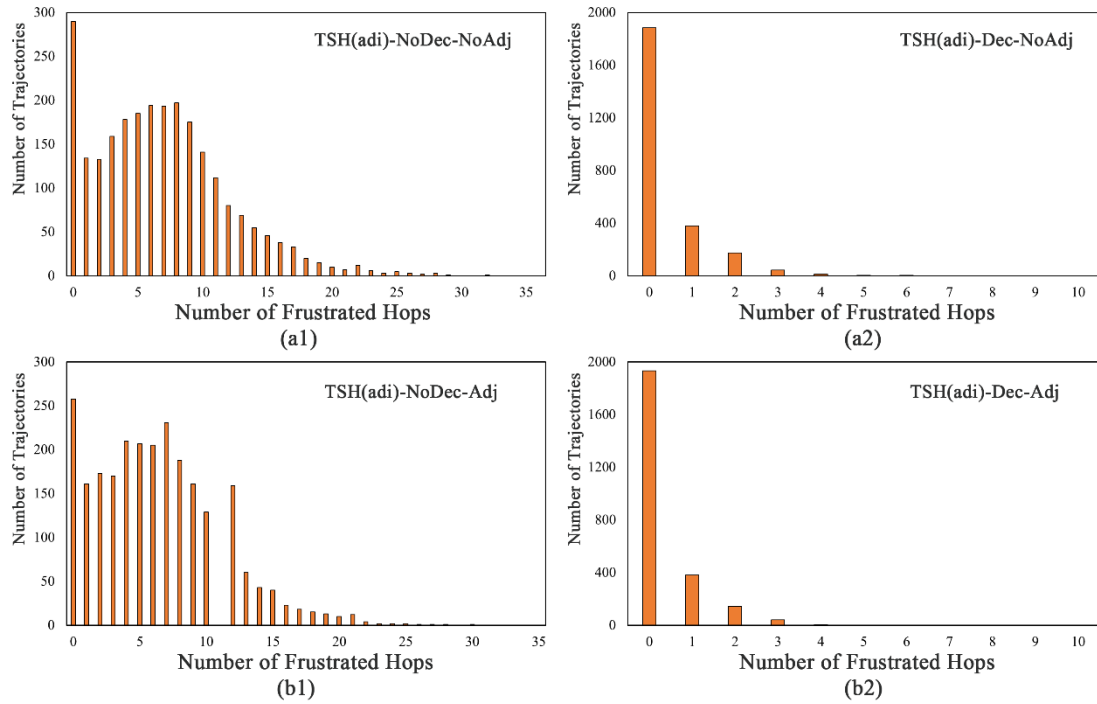 TSH(adi)-NoDec-NoAdj
Number of Trajectories
300
250
200
150
100
50
0
0 5 10 15 20 25 30 35
Number of Frustrated Hops
(a1)
TSH(adi)-Dec-NoAdj
Number of Trajectories
2000
1600
1200
800
400
0
0 1 2 3 4 5 6 7 8 9 10
Number of Frustrated Hops
(a2)
TSH(adi)-NoDec-Adj
Number of Trajectories
300
250
200
150
100
50
0
0 5 10 15 20 25 30 35
Number of Frustrated Hops
(b1)
TSH(adi)-Dec-Adj
Number of Trajectories
2000
1600
1200
800
400
0
0 1 2 3 4 5 6 7 8 9 10
Number of Frustrated Hops
(b2)